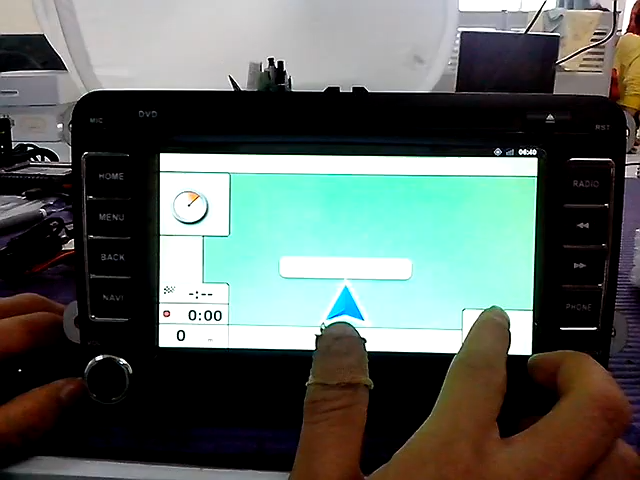 MIC
DVD
RST
06:40
HOME
MENU
BACK
NAVI
RADIO
PHONE
-:--
0:00
0